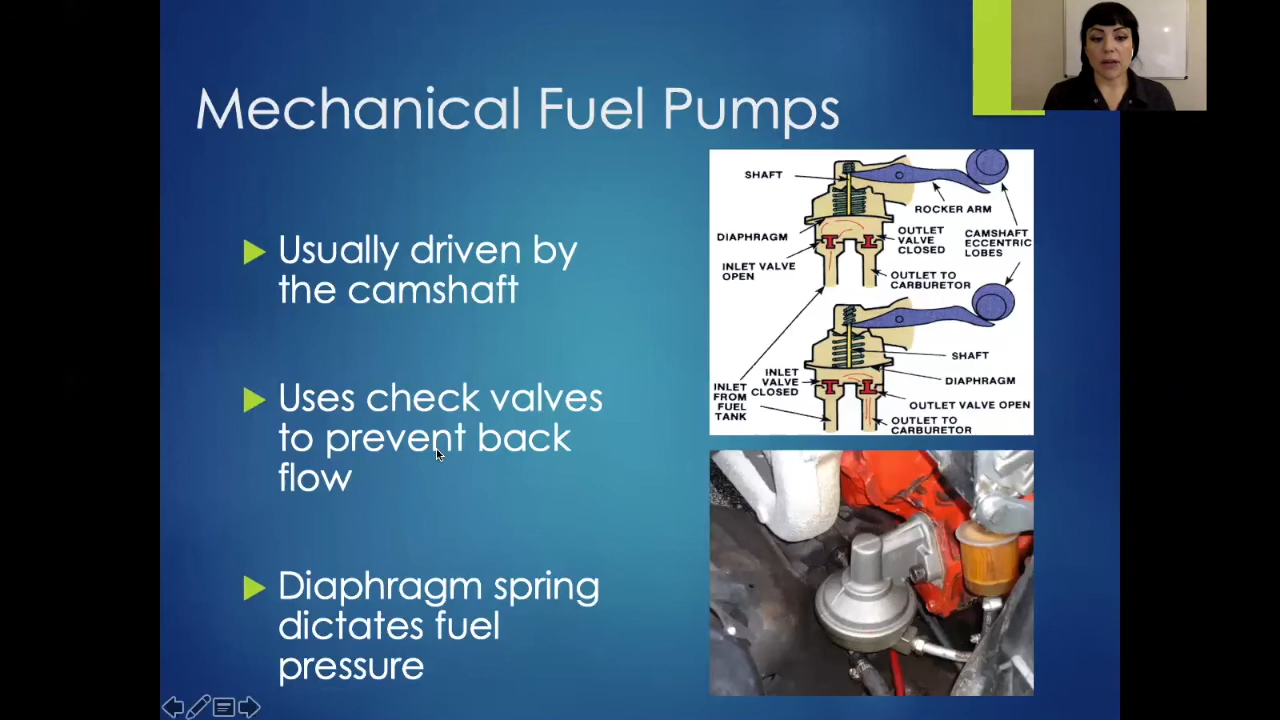 Mechanical Fuel Pumps
Usually driven by
the camshaft
Uses check valves
to prevent back
flow
Diaphragm spring
dictates fuel
pressure
SHAFT
ROCKER ARM
DIAPHRAGM
OUTLET
VALVE
CLOSED
CAMSHAFT
ECCENTRIC
LOBES
INLET VALVE
OPEN
OUTLET TO
CARBURETOR
SHAFT
INLET
VALVE
CLOSED
DIAPHRAGM
INLET
FROM
FUEL
TANK
OUTLET VALVE OPEN
OUTLET TO
CARBURETOR